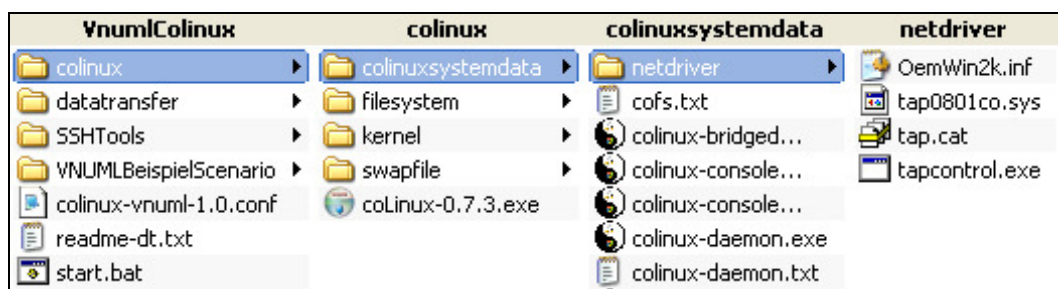 VnumlColinux
colinux
datatransfer
SSHTools
VNUMLBeispielScenario
colinux-vnuml-1.0.conf
readme-dt.txt
start.bat
colinux
colinuxsystemdata
filesystem
kernel
swapfile
coLinux-0.7.3.exe
colinuxsystemdata
netdriver
cofs.txt
colinux-bridged...
colinux-console...
colinux-console...
colinux-daemon.exe
colinux-daemon.txt
netdriver
OemWin2k.inf
tap0801co.sys
tap.cat
tapcontrol.exe